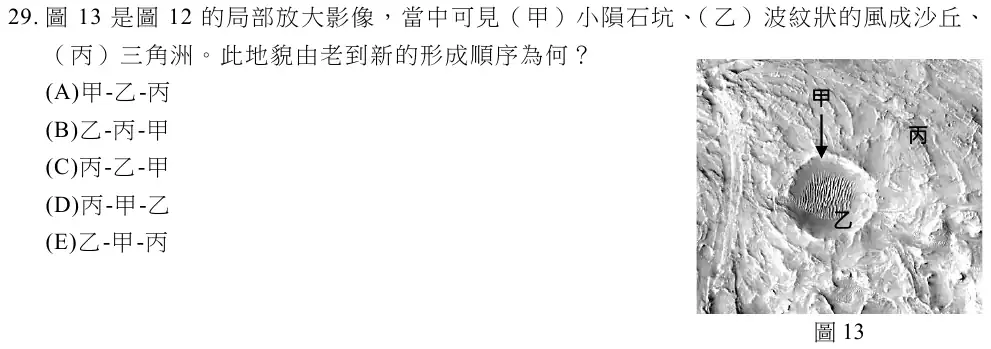 29. 圖 13 是圖 12 的局部放大影像，當中可見（甲）小隕石坑、（乙）波紋狀的風成沙丘、
（丙）三角洲。此地貌由老到新的形成順序為何？
(A)甲-乙-丙
(B)乙-丙-甲
(C)丙-乙-甲
(D)丙-甲-乙
(E)乙-甲-丙
甲
丙
乙
圖 13